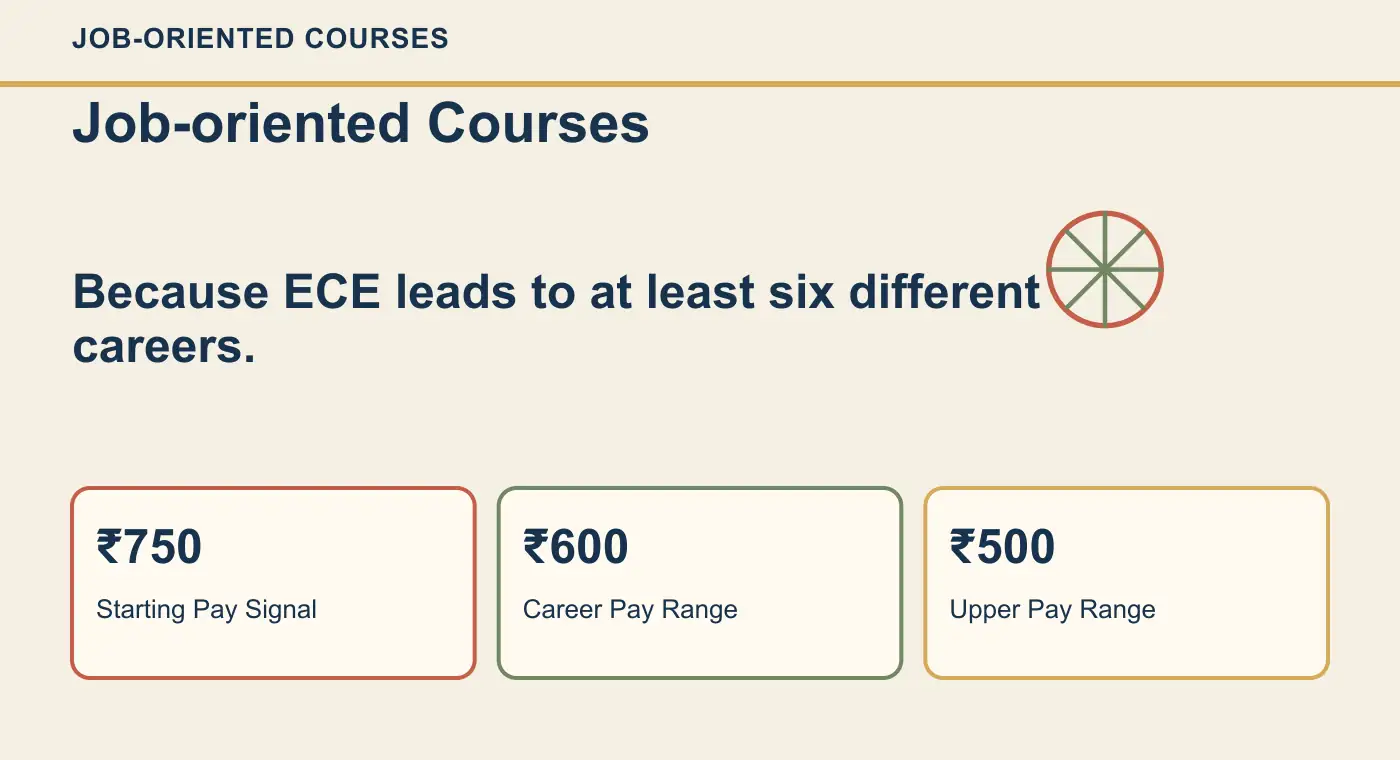 JOB-ORIENTED COURSES
Job-oriented Courses
Because ECE leads to at least six different
careers.
₹750
Starting Pay Signal
₹600
Career Pay Range
₹500
Upper Pay Range